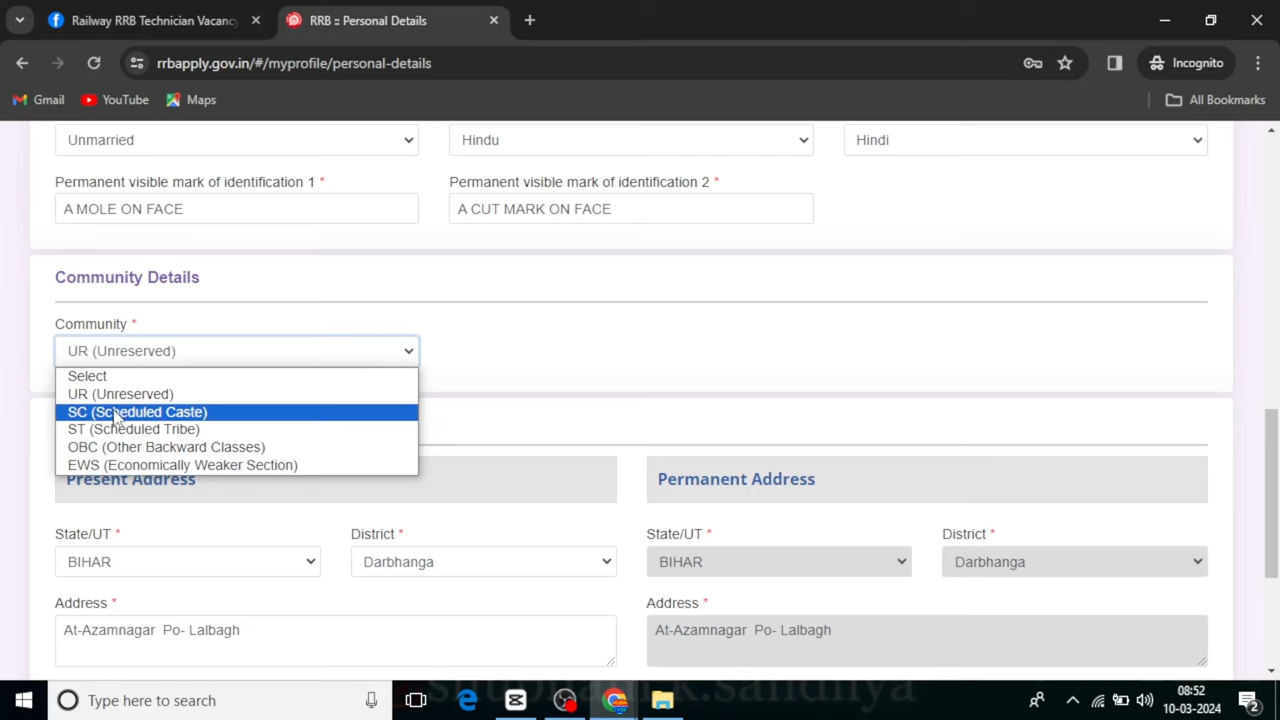 Railway RRB Technician Vacancy
RRB :: Personal Details
rrbapply.gov.in/#/myprofile/personal-details
Incognito
Gmail
YouTube
Maps
All Bookmarks
Unmarried
Hindu
Hindi
Permanent visible mark of identification 1 *
Permanent visible mark of identification 2 *
A MOLE ON FACE
A CUT MARK ON FACE
Community Details
Community *
UR (Unreserved)
Select
UR (Unreserved)
SC (Scheduled Caste)
ST (Scheduled Tribe)
OBC (Other Backward Classes)
EWS (Economically Weaker Section)
Present Address
Permanent Address
State/UT *
District *
State/UT *
District *
BIHAR
Darbhanga
BIHAR
Darbhanga
Address *
Address *
At-Azamnagar Po- Lalbagh
At-Azamnagar Po- Lalbagh
Type here to search
08:52
10-03-2024
2